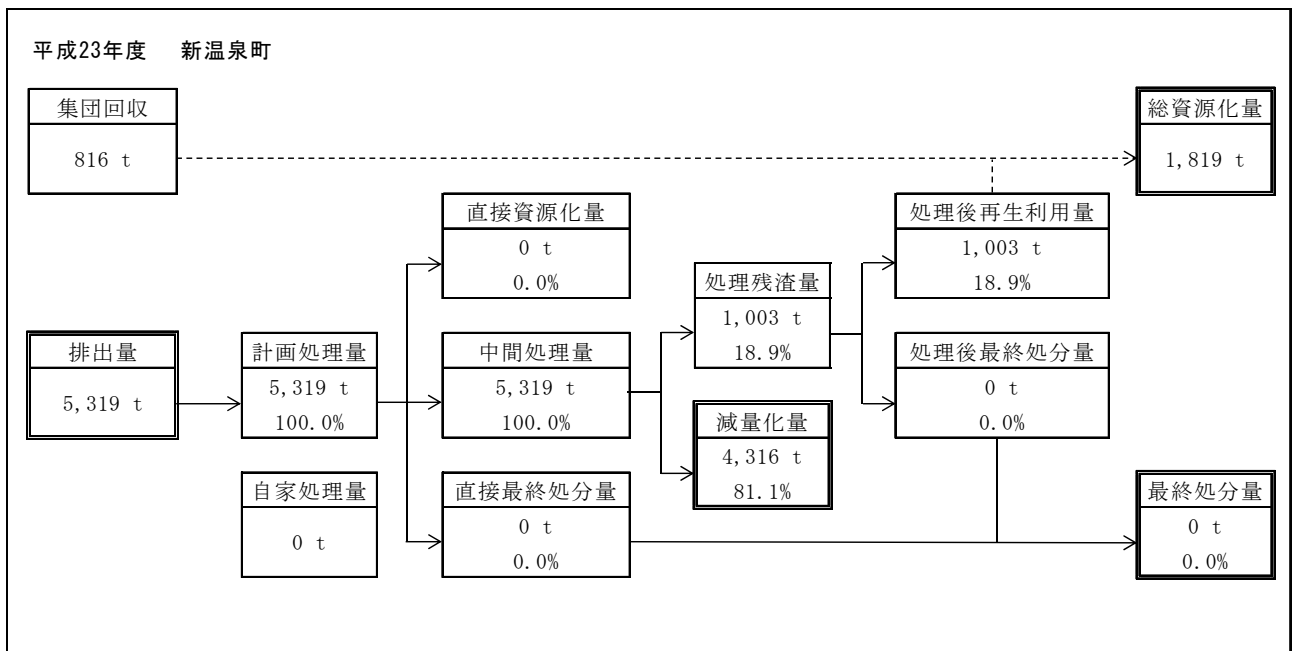 平成23年度 新温泉町
集団回収
816 t
総資源化量
1,819 t
直接資源化量
0 t
0.0%
処理後再生利用量
1,003 t
18.9%
処理残渣量
1,003 t
18.9%
排出量
5,319 t
計画処理量
5,319 t
100.0%
中間処理量
5,319 t
100.0%
処理後最終処分量
0 t
0.0%
減量化量
4,316 t
81.1%
自家処理量
0 t
直接最終処分量
0 t
0.0%
最終処分量
0 t
0.0%